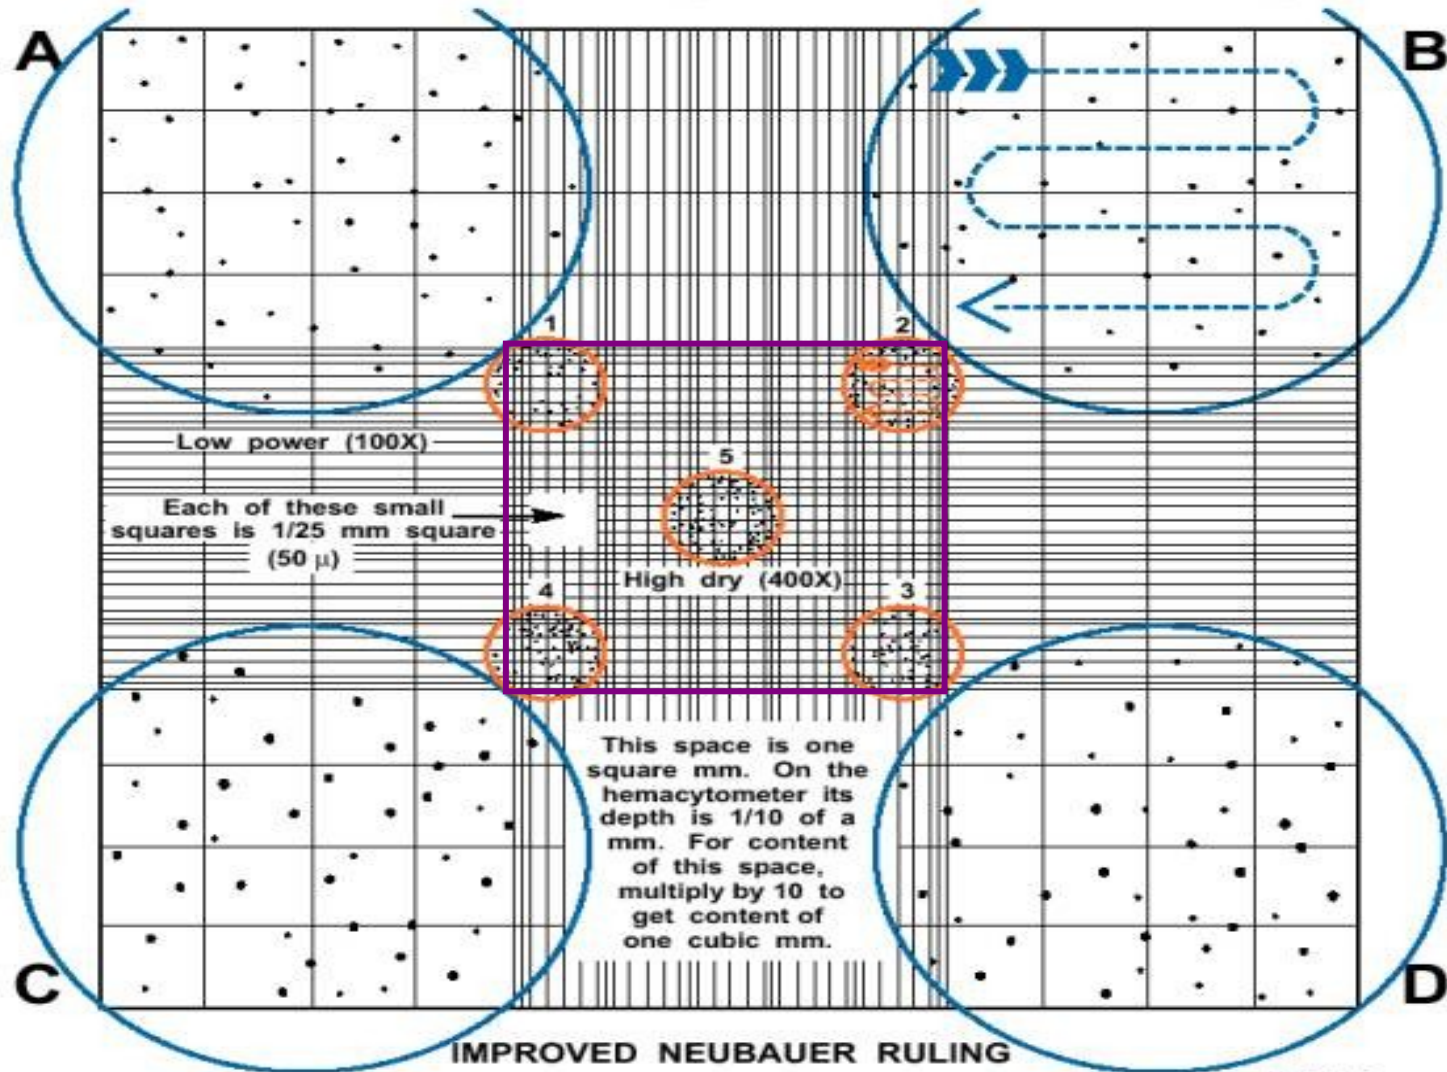 A
B
1
2
Low power (100X)
5
Each of these small
squares is 1/25 mm square
(50 μ)
High dry (400X)
4
3
This space is one
square mm. On the
hemacytometer its
depth is 1/10 of a
mm. For content
of this space,
multiply by 10 to
get content of
one cubic mm.
C
D
IMPROVED NEUBAUER RULING